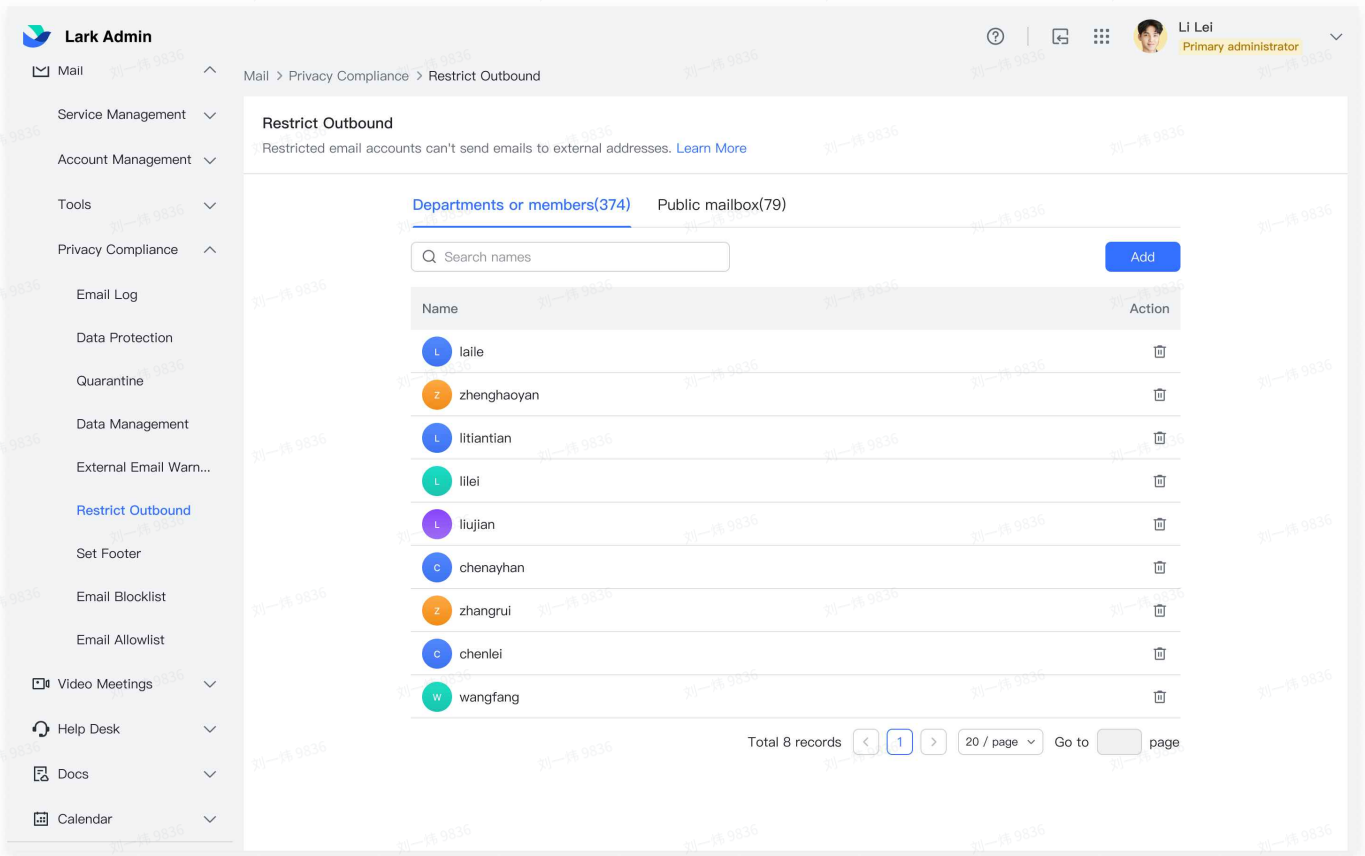 Lark Admin
Li Lei
Primary administrator
Mail
Mail > Privacy Compliance > Restrict Outbound
Service Management
Account Management
Tools
Privacy Compliance
Email Log
Data Protection
Quarantine
Data Management
External Email Warn...
Restrict Outbound
Set Footer
Email Blocklist
Email Allowlist
Video Meetings
Help Desk
Docs
Calendar
Restrict Outbound
Restricted email accounts can't send emails to external addresses. Learn More
Departments or members(374) Public mailbox(79)
Search names
Add
Name Action
L laile
Z zhenghaoyan
L litiantian
L lilei
L liujian
C chenayhan
Z zhangrui
C chenlei
W wangfang
Total 8 records < 1 > 20 / page Go to page
刘一炜 9836